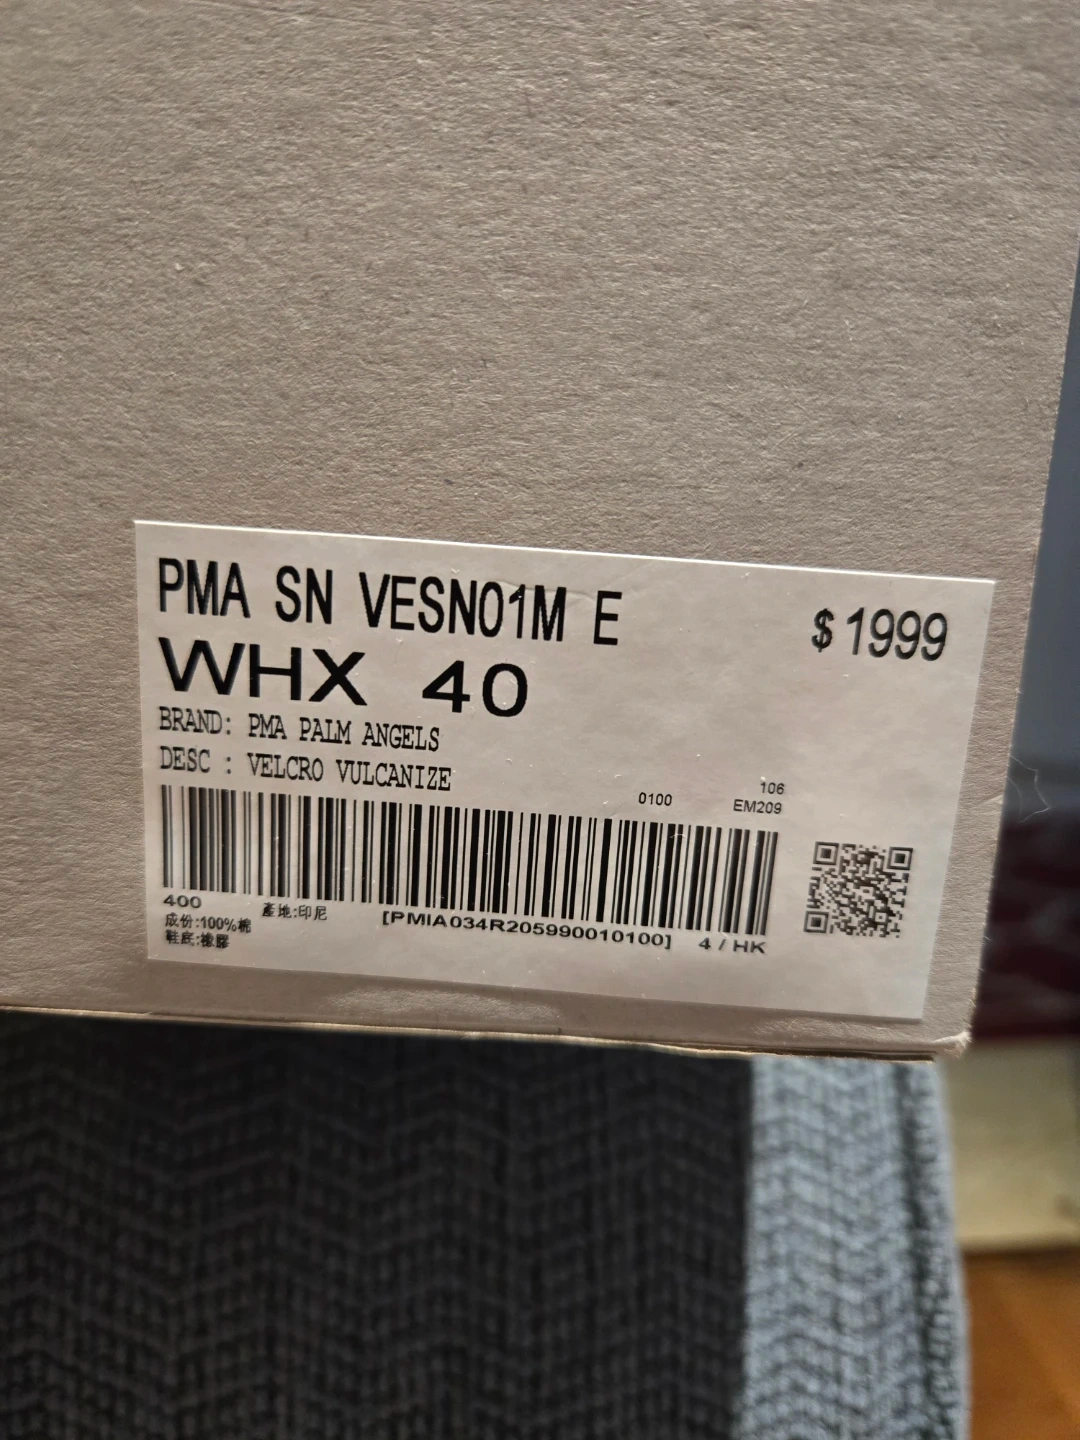 PMA SN VESN01M E $1999
WHX 40
BRAND: PMA PALM ANGELS
DESC : VELCRO VULCANIZE
0100 106
EM209
400 產地:印尼 [PMIA034R205990010100] 4 / HK
成份:100%棉
鞋底:橡膠